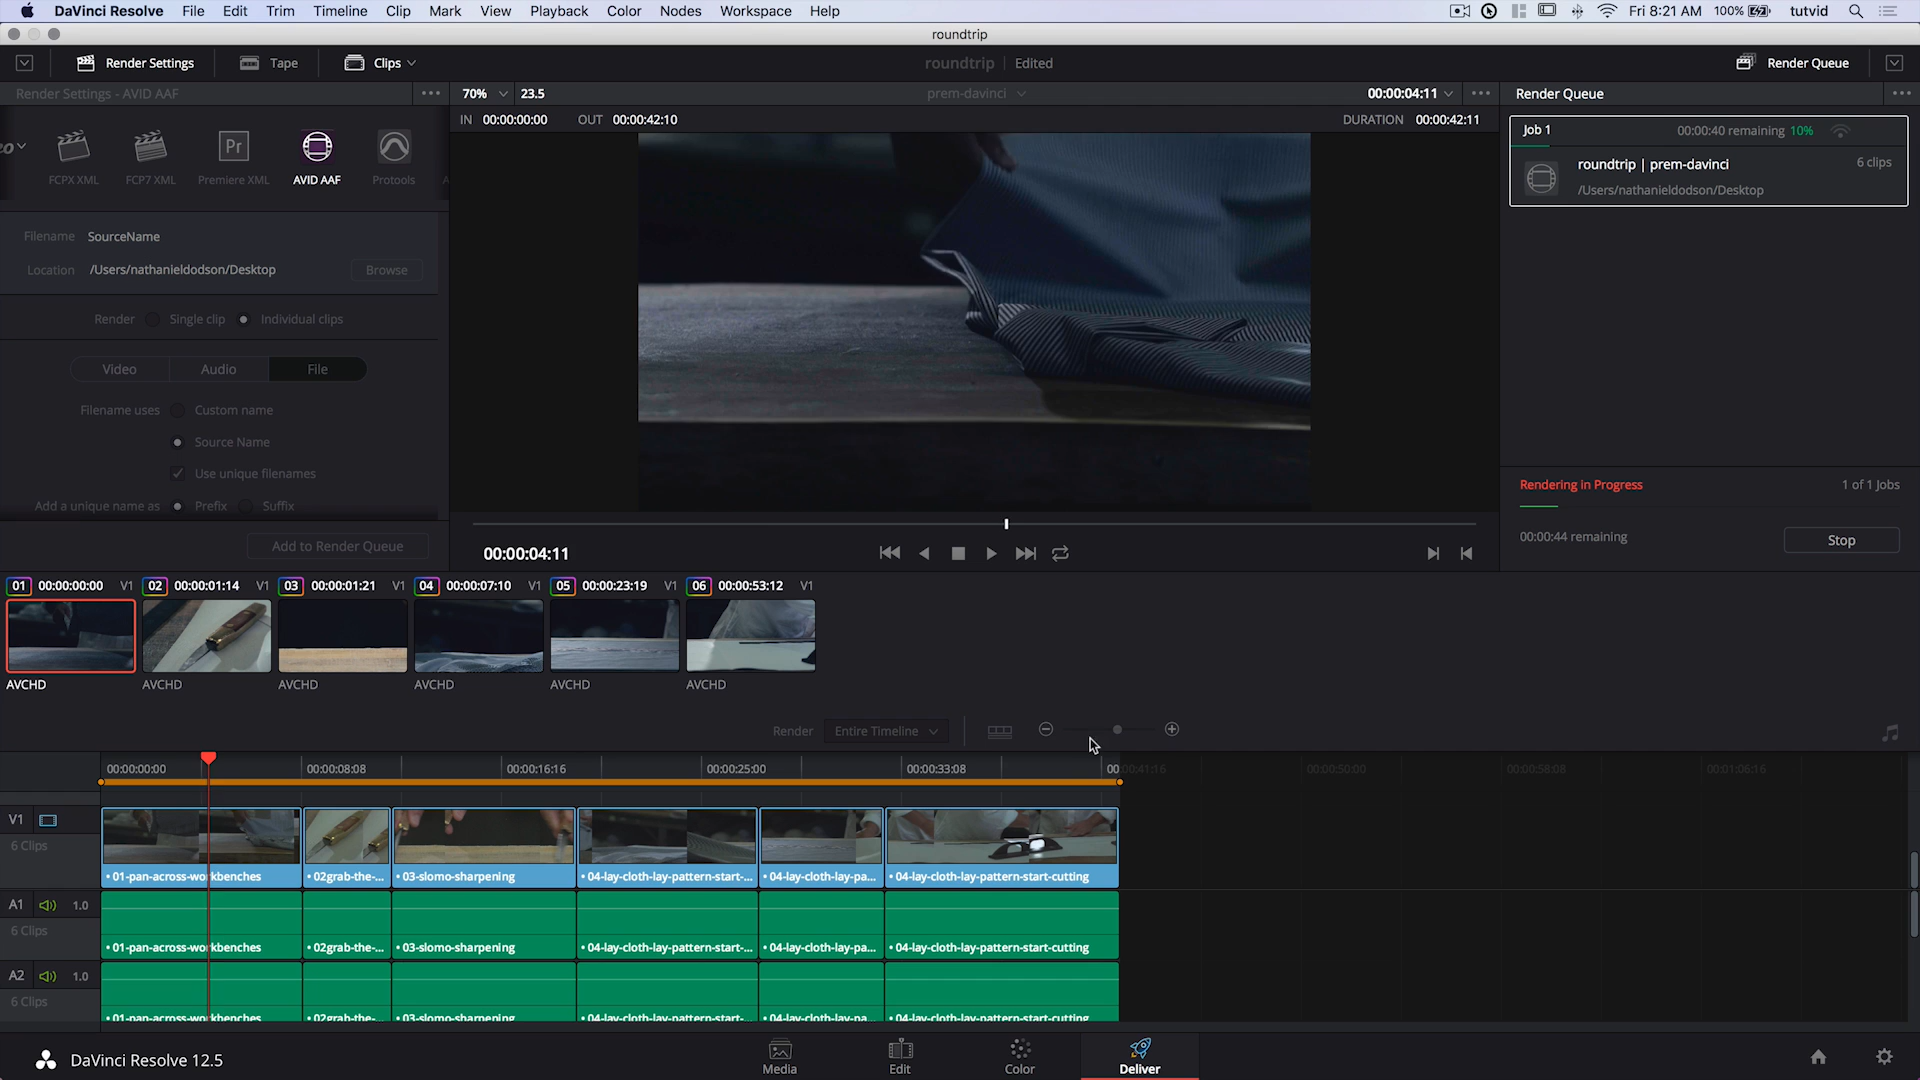 DaVinci Resolve File Edit Trim Timeline Clip Mark View Playback Color Nodes Workspace Help Fri 8:21 AM 100% tutvid
roundtrip
Render Settings Tape Clips roundtrip Edited Render Queue
Render Settings - AVID AAF 70% 23.5 prem-davinci 00:00:04:11 Render Queue
IN 00:00:00:00 OUT 00:00:42:10 DURATION 00:00:42:11
Job 1 00:00:40 remaining 10%
roundtrip | prem-davinci 6 clips
/Users/nathanieldodson/Desktop
eo FCPX XML FCP7 XML Pr Premiere XML AVID AAF Protools
Filename SourceName
Location /Users/nathanieldodson/Desktop Browse
Render Single clip Individual clips
Video Audio File
Filename uses Custom name
Source Name
Use unique filenames
Add a unique name as Prefix Suffix
Add to Render Queue
Rendering in Progress 1 of 1 Jobs
00:00:44 remaining Stop
00:00:04:11
01 00:00:00:00 V1 02 00:00:01:14 V1 03 00:00:01:21 V1 04 00:00:07:10 V1 05 00:00:23:19 V1 06 00:00:53:12 V1
AVCHD AVCHD AVCHD AVCHD AVCHD AVCHD
Render Entire Timeline
00:00:00:00 00:00:08:08 00:00:16:16 00:00:25:00 00:00:33:08 00:00:41:16 00:00:50:00 00:00:58:08 00:01:06:16
V1
6 Clips
01-pan-across-workbenches 02grab-the-... 03-slomo-sharpening 04-lay-cloth-lay-pattern-start-... 04-lay-cloth-lay-pa... 04-lay-cloth-lay-pattern-start-cutting
A1 1.0
6 Clips
01-pan-across-workbenches 02grab-the-... 03-slomo-sharpening 04-lay-cloth-lay-pattern-start-... 04-lay-cloth-lay-pa... 04-lay-cloth-lay-pattern-start-cutting
A2 1.0
6 Clips
01-pan-across-workbenches 02grab-the-... 03-slomo-sharpening 04-lay-cloth-lay-pattern-start-... 04-lay-cloth-lay-pa... 04-lay-cloth-lay-pattern-start-cutting
DaVinci Resolve 12.5 Media Edit Color Deliver